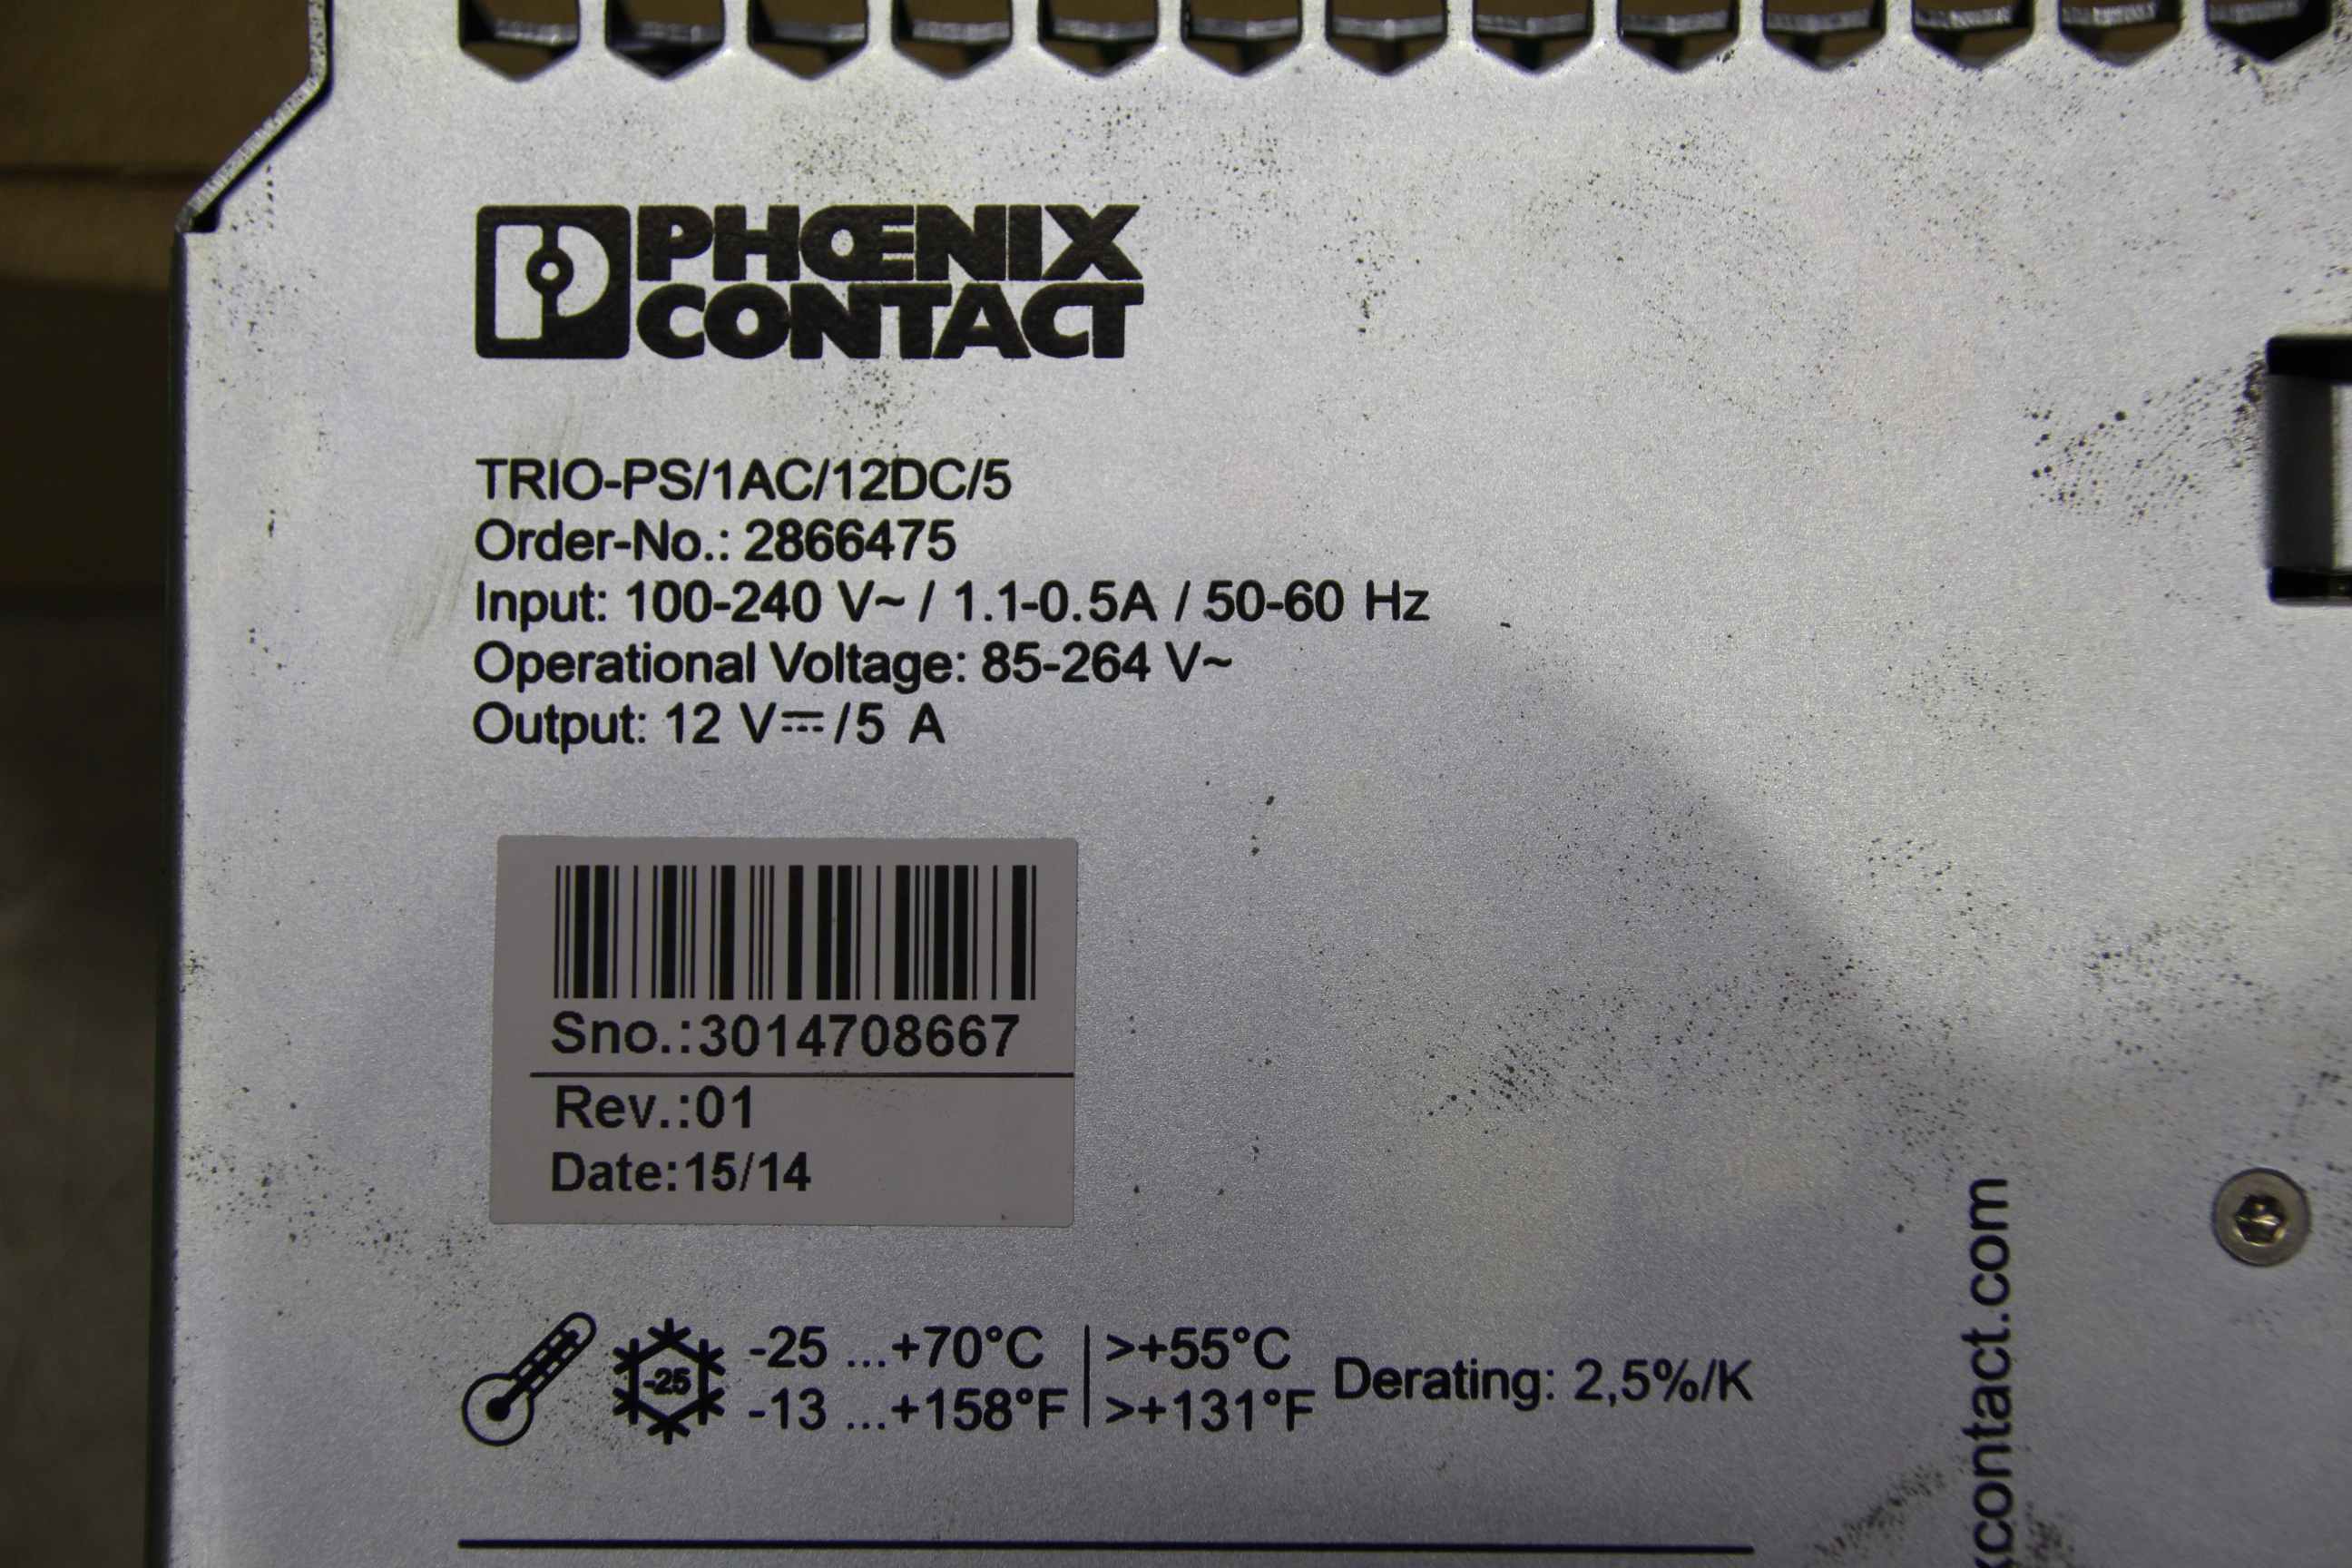 PHŒNIX
CONTACT
TRIO-PS/1AC/12DC/5
Order-No.: 2866475
Input: 100-240 V~ / 1.1-0.5A / 50-60 Hz
Operational Voltage: 85-264 V~
Output: 12 V⎓/5 A
Sno.:3014708667
Rev.:01
Date:15/14
-25
-25 ...+70°C | >+55°C
-13 ...+158°F | >+131°F
Derating: 2,5%/K
xcontact.com